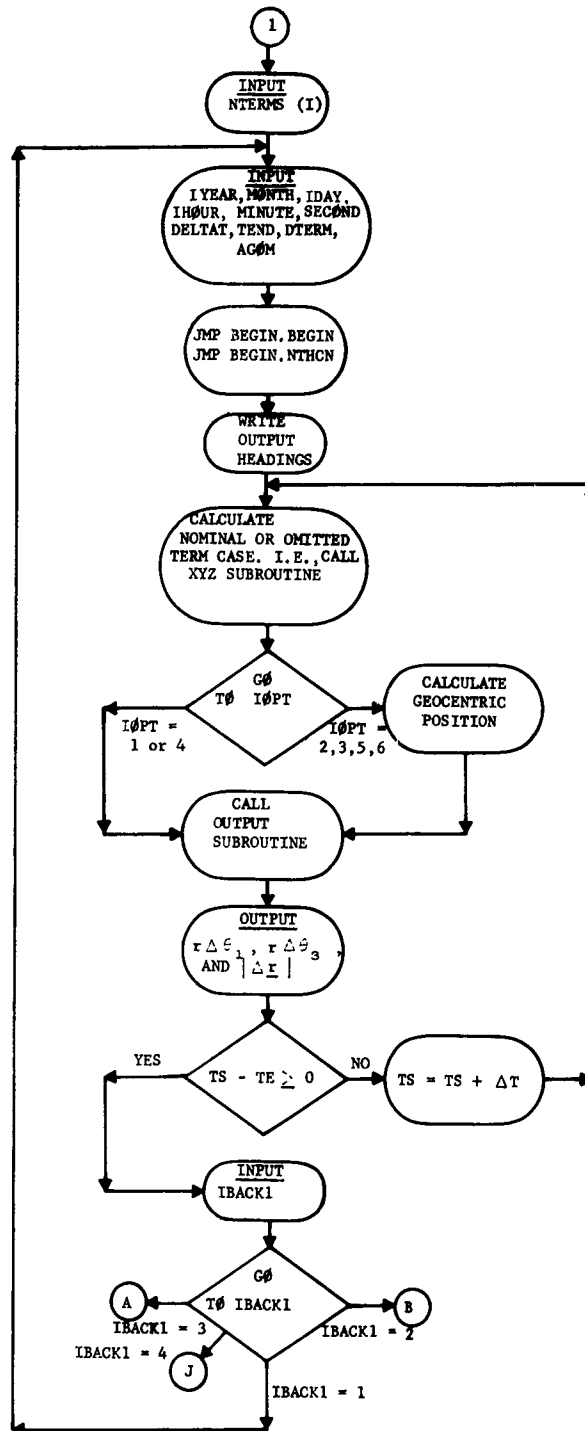 1
INPUT
NTERMS (I)
INPUT
IYEAR, MØNTH, IDAY,
IHØUR, MINUTE, SECØND
DELTAT, TEND, DTERM,
AGØM
JMP BEGIN.BEGIN
JMP BEGIN.NTHCN
WRITE
OUTPUT
HEADINGS
CALCULATE
NOMINAL OR OMITTED
TERM CASE. I.E., CALL
XYZ SUBROUTINE
GØ
TØ IØPT
IØPT =
1 or 4
IØPT =
2,3,5,6
CALCULATE
GEOCENTRIC
POSITION
CALL
OUTPUT
SUBROUTINE
OUTPUT
r Δθ₁, r Δθ₃,
AND |Δr|
YES
TS - TE ≥ 0
NO
TS = TS + ΔT
INPUT
IBACK1
GØ
TØ IBACK1
A
B
IBACK1 = 3
IBACK1 = 2
IBACK1 = 4
J
IBACK1 = 1